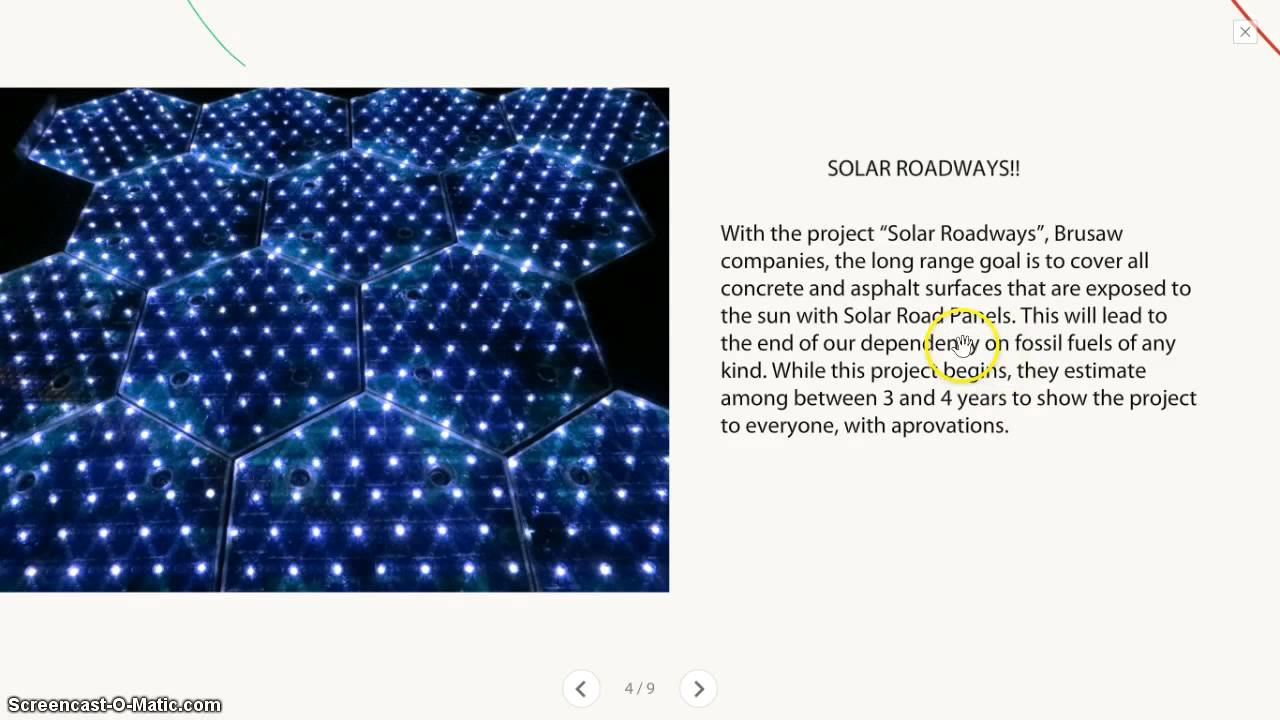 SOLAR ROADWAYS!!
With the project “Solar Roadways”, Brusaw
companies, the long range goal is to cover all
concrete and asphalt surfaces that are exposed to
the sun with Solar Road Panels. This will lead to
the end of our dependenty on fossil fuels of any
kind. While this project begins, they estimate
among between 3 and 4 years to show the project
to everyone, with aprovations.
4 / 9
Screencast-O-Matic.com